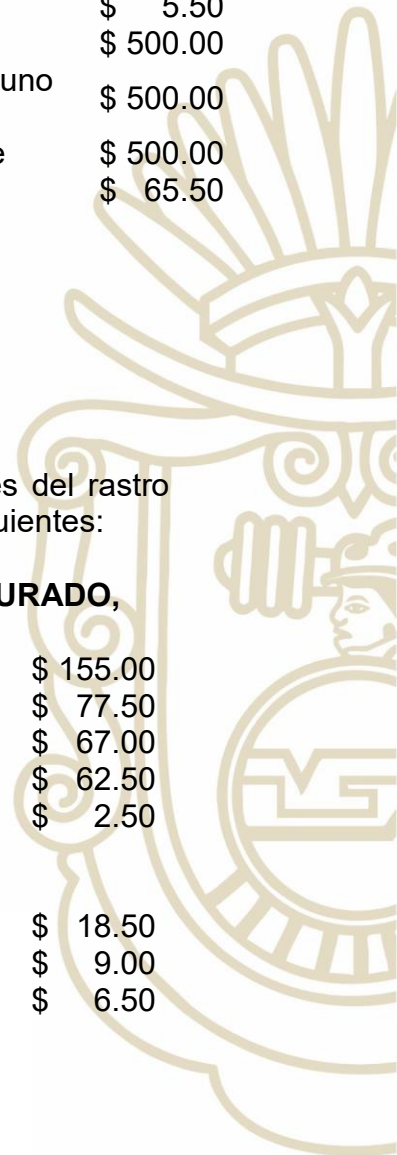 $ 5.50
$ 500.00
uno
$ 500.00
e $ 500.00
$ 65.50
es del rastro
uientes:
URADO,
$ 155.00
$ 77.50
$ 67.00
$ 62.50
$ 2.50
$ 18.50
$ 9.00
$ 6.50